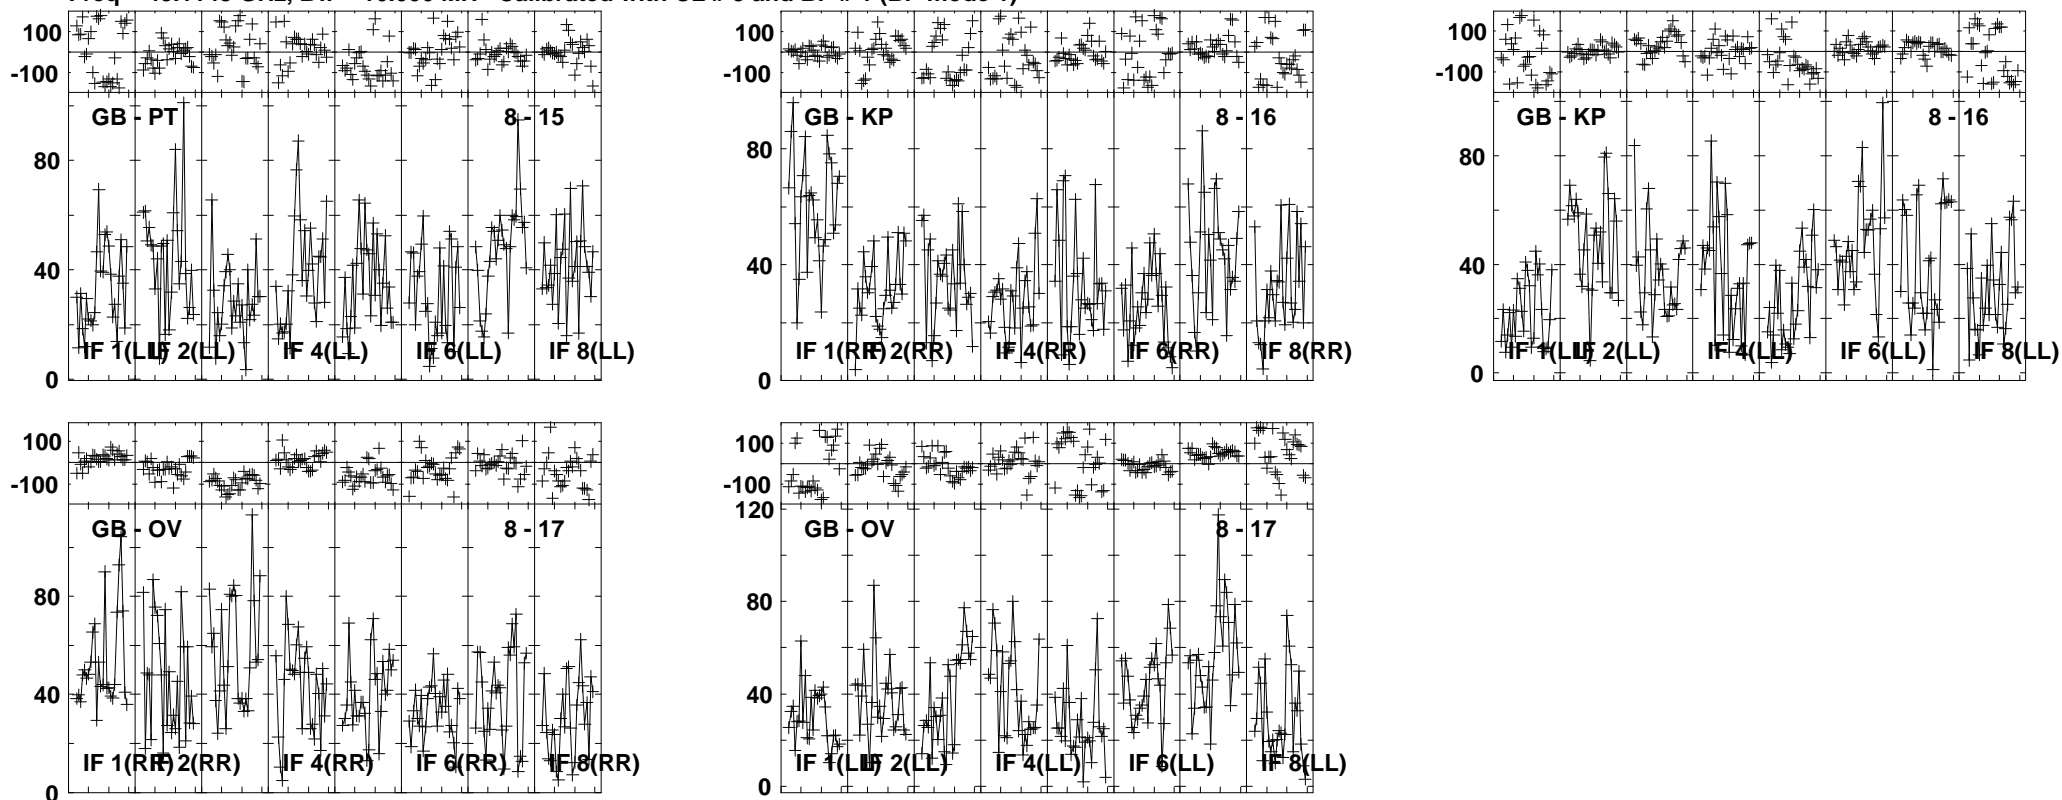 100
-100
GB - PT 8 - 15
80
40
0
IF 1(LL) IF 2(LL) IF 4(LL) IF 6(LL) IF 8(LL)
100
-100
GB - KP 8 - 16
80
40
0
IF 1(RR) IF 2(RR) IF 4(RR) IF 6(RR) IF 8(RR)
100
-100
GB - KP 8 - 16
80
40
0
IF 1(LL) IF 2(LL) IF 4(LL) IF 6(LL) IF 8(LL)
100
-100
GB - OV 8 - 17
80
40
0
IF 1(RR) IF 2(RR) IF 4(RR) IF 6(RR) IF 8(RR)
100
-100
120
GB - OV 8 - 17
80
40
0
IF 1(LL) IF 2(LL) IF 4(LL) IF 6(LL) IF 8(LL)